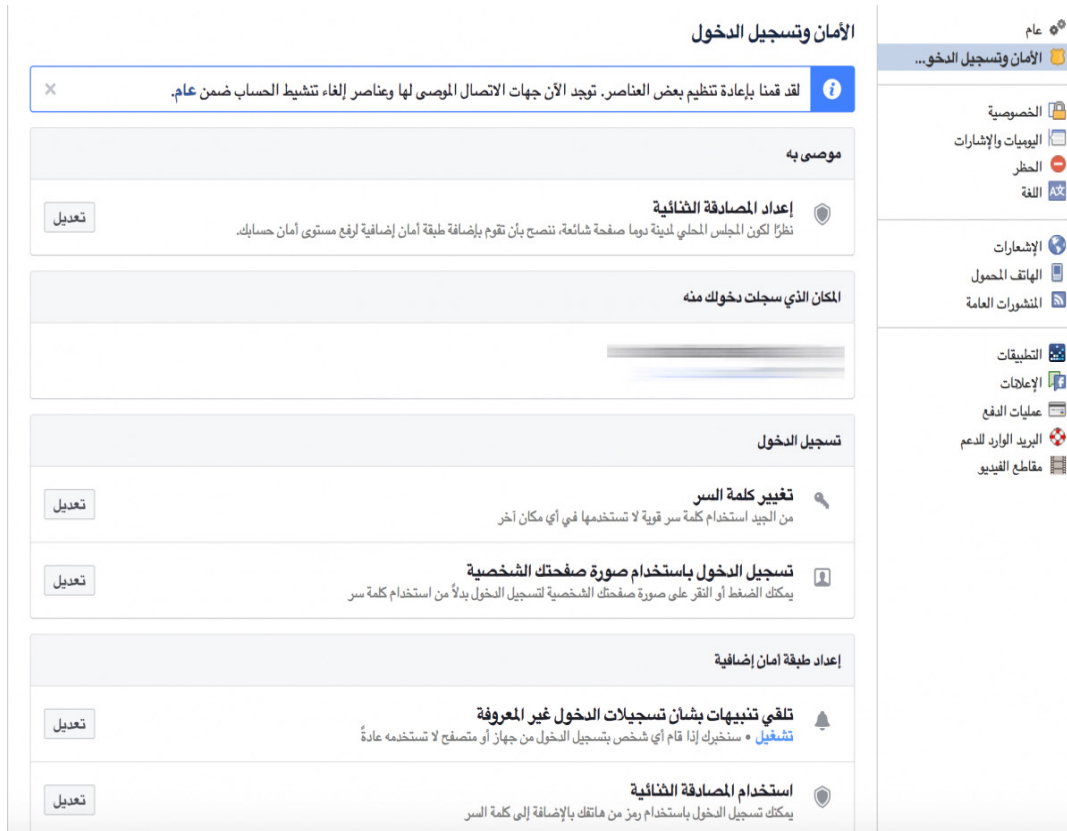 عام
الأمان وتسجيل الدخو...
الخصوصية
اليوميات والإشارات
الحظر
اللغة
الإشعارات
الهاتف المحمول
المنشورات العامة
التطبيقات
الإعلانات
عمليات الدفع
البريد الوارد للدعم
مقاطع الفيديو
الأمان وتسجيل الدخول
لقد قمنا بإعادة تنظيم بعض العناصر. توجد الآن جهات الاتصال الموصى لها وعناصر إلغاء تنشيط الحساب ضمن عام.
موصى به
إعداد المصادقة الثنائية
تعديل
نظرًا لكون المجلس المحلي لمدينة دوما صفحة شائعة، ننصح بأن تقوم بإضافة طبقة أمان إضافية لرفع مستوى أمان حسابك.
المكان الذي سجلت دخولك منه
تسجيل الدخول
تغيير كلمة السر
تعديل
من الجيد استخدام كلمة سر قوية لا تستخدمها في أي مكان آخر
تسجيل الدخول باستخدام صورة صفحتك الشخصية
تعديل
يمكنك الضغط أو النقر على صورة صفحتك الشخصية لتسجيل الدخول بدلاً من استخدام كلمة سر
إعداد طبقة أمان إضافية
تلقي تنبيهات بشأن تسجيلات الدخول غير المعروفة
تعديل
تشغيل • سنخبرك إذا قام أي شخص بتسجيل الدخول من جهاز أو متصفح لا تستخدمه عادةً
استخدام المصادقة الثنائية
تعديل
يمكنك تسجيل الدخول باستخدام رمز من هاتفك بالإضافة إلى كلمة السر